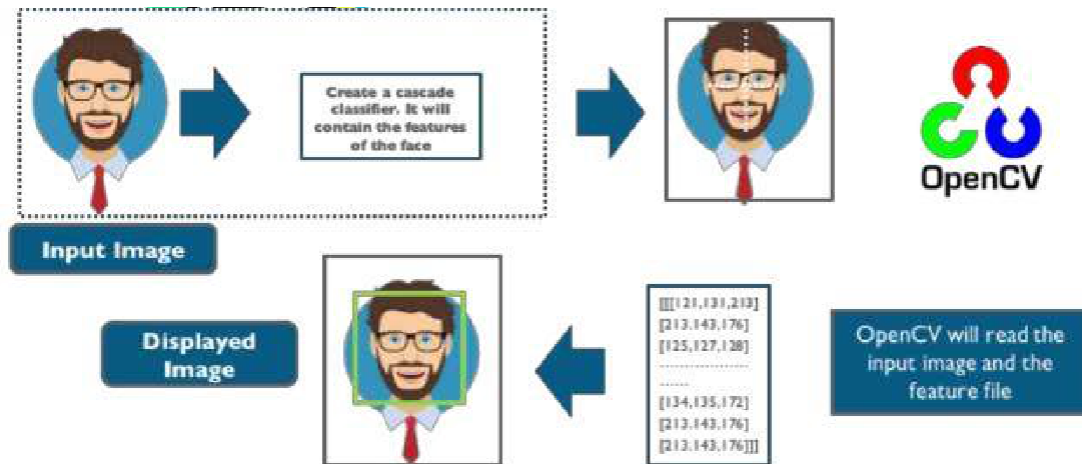 Create a cascade
classifier. It will
contain the features
of the face
OpenCV
Input Image
Displayed
Image
[[[121,131,213]
[213.143,176]
[125,127,128]
-------------------
------
[134,135,172]
[213.143,176]
[213.143,176]]]
OpenCV will read the
input image and the
feature file